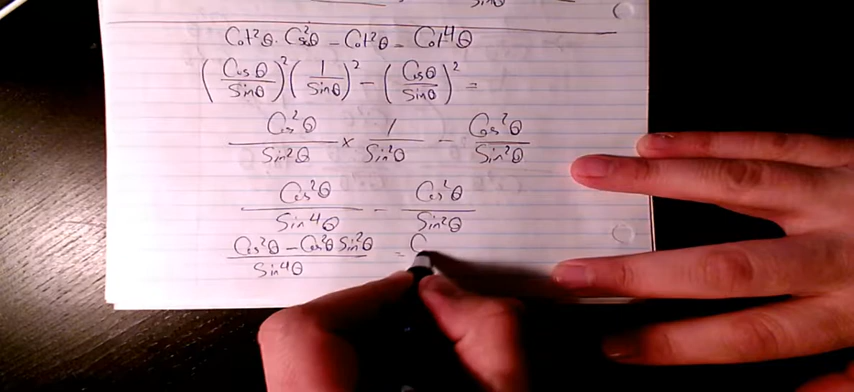 sinθ
Cot²θ · Csc²θ - Cot²θ = Cot⁴θ
(Cosθ/Sinθ)² (1/Sinθ)² - (Cosθ/Sinθ)² =
Cos²θ/Sin²θ × 1/Sin²θ - Cos²θ/Sin²θ
Cos²θ/Sin⁴θ - Cos²θ/Sin²θ
Cos²θ - Cos²θ Sin²θ/Sin⁴θ = C